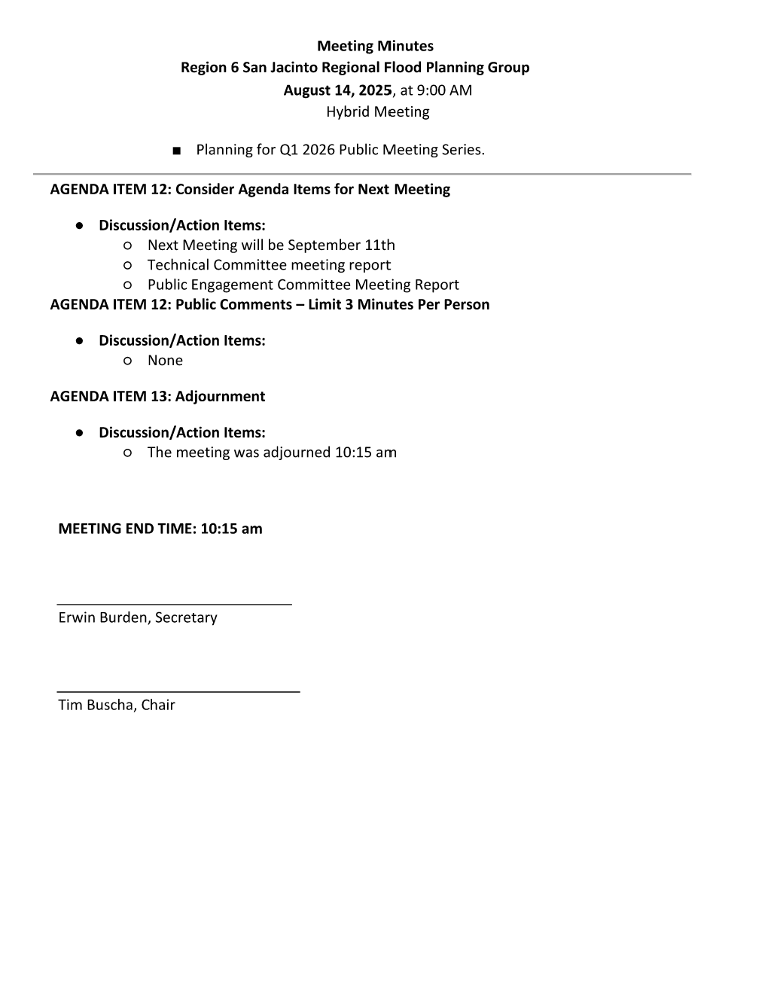 Meeting Minutes
Region 6 San Jacinto Regional Flood Planning Group
August 14, 2025, at 9:00 AM
Hybrid Meeting
▪ Planning for Q1 2026 Public Meeting Series.
AGENDA ITEM 12: Consider Agenda Items for Next Meeting
● Discussion/Action Items:
○ Next Meeting will be September 11th
○ Technical Committee meeting report
○ Public Engagement Committee Meeting Report
AGENDA ITEM 12: Public Comments – Limit 3 Minutes Per Person
● Discussion/Action Items:
○ None
AGENDA ITEM 13: Adjournment
● Discussion/Action Items:
○ The meeting was adjourned 10:15 am
MEETING END TIME: 10:15 am
Erwin Burden, Secretary
Tim Buscha, Chair